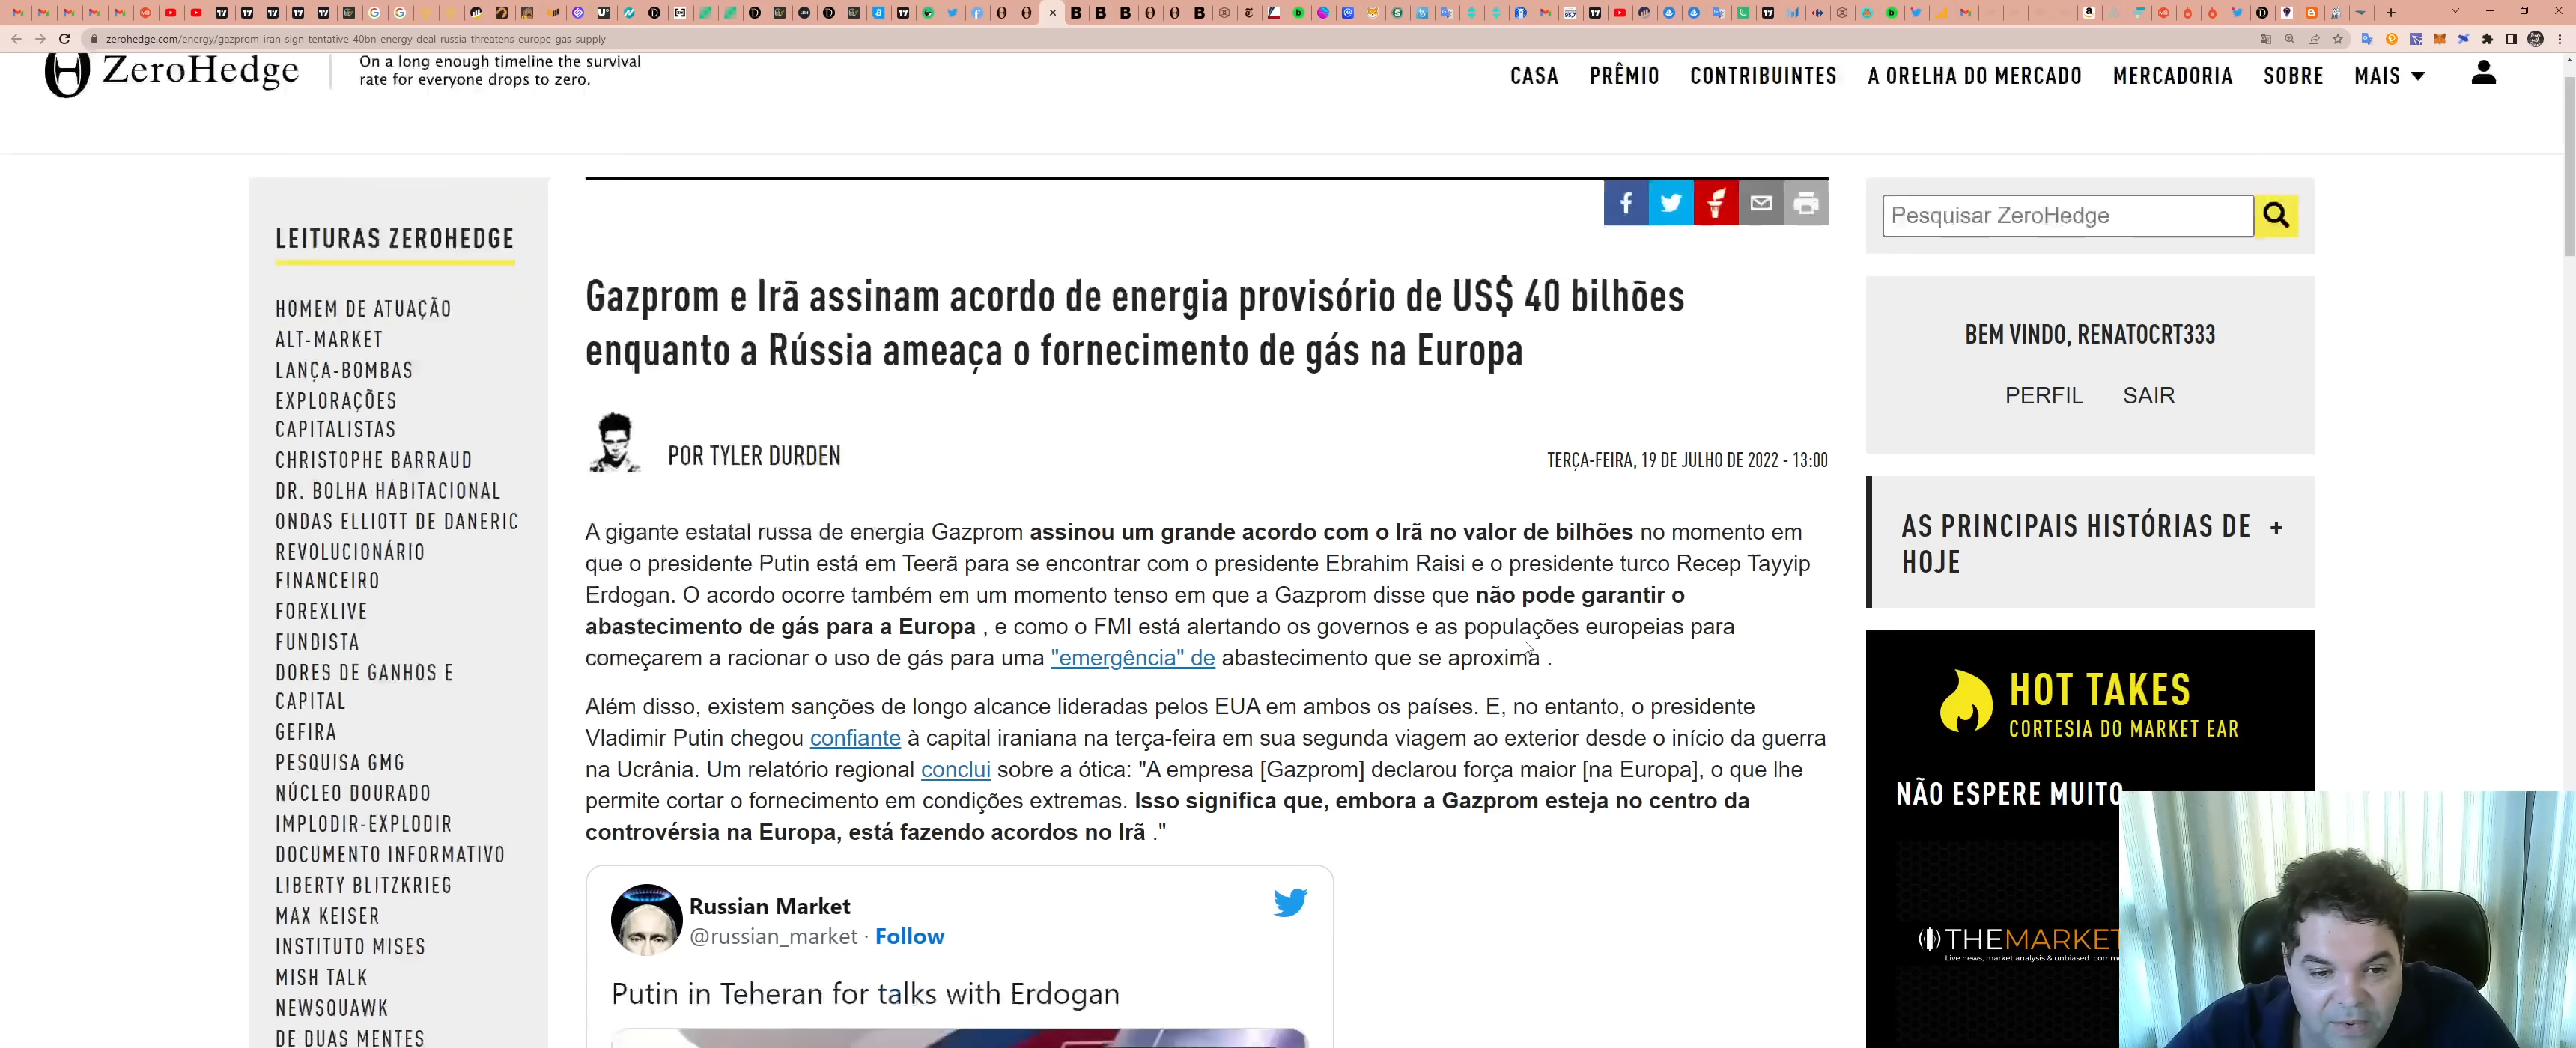 zerohedge.com/energy/gazprom-iran-sign-tentative-40bn-energy-deal-russia-threatens-europe-gas-supply
ZeroHedge
On a long enough timeline the survival
rate for everyone drops to zero.
CASA PRÊMIO CONTRIBUINTES A ORELHA DO MERCADO MERCADORIA SOBRE MAIS
LEITURAS ZEROHEDGE
HOMEM DE ATUAÇÃO
ALT-MARKET
LANÇA-BOMBAS
EXPLORAÇÕES
CAPITALISTAS
CHRISTOPHE BARRAUD
DR. BOLHA HABITACIONAL
ONDAS ELLIOTT DE DANERIC
REVOLUCIONÁRIO
FINANCEIRO
FOREXLIVE
FUNDISTA
DORES DE GANHOS E
CAPITAL
GEFIRA
PESQUISA GMG
NÚCLEO DOURADO
IMPLODIR-EXPLODIR
DOCUMENTO INFORMATIVO
LIBERTY BLITZKRIEG
MAX KEISER
INSTITUTO MISES
MISH TALK
NEWSQUAWK
DE DUAS MENTES
Gazprom e Irã assinam acordo de energia provisório de US$ 40 bilhões
enquanto a Rússia ameaça o fornecimento de gás na Europa
POR TYLER DURDEN
TERÇA-FEIRA, 19 DE JULHO DE 2022 - 13:00
A gigante estatal russa de energia Gazprom assinou um grande acordo com o Irã no valor de bilhões no momento em
que o presidente Putin está em Teerã para se encontrar com o presidente Ebrahim Raisi e o presidente turco Recep Tayyip
Erdogan. O acordo ocorre também em um momento tenso em que a Gazprom disse que não pode garantir o
abastecimento de gás para a Europa , e como o FMI está alertando os governos e as populações europeias para
começarem a racionar o uso de gás para uma "emergência" de abastecimento que se aproxima .
Além disso, existem sanções de longo alcance lideradas pelos EUA em ambos os países. E, no entanto, o presidente
Vladimir Putin chegou confiante à capital iraniana na terça-feira em sua segunda viagem ao exterior desde o início da guerra
na Ucrânia. Um relatório regional conclui sobre a ótica: "A empresa [Gazprom] declarou força maior [na Europa], o que lhe
permite cortar o fornecimento em condições extremas. Isso significa que, embora a Gazprom esteja no centro da
controvérsia na Europa, está fazendo acordos no Irã ."
Russian Market
@russian_market · Follow
Putin in Teheran for talks with Erdogan
Pesquisar ZeroHedge
BEM VINDO, RENATOCRT333
PERFIL SAIR
AS PRINCIPAIS HISTÓRIAS DE +
HOJE
HOT TAKES
CORTESIA DO MARKET EAR
NÃO ESPERE MUITO
THEMARKET
Live news, market analysis & unbiased